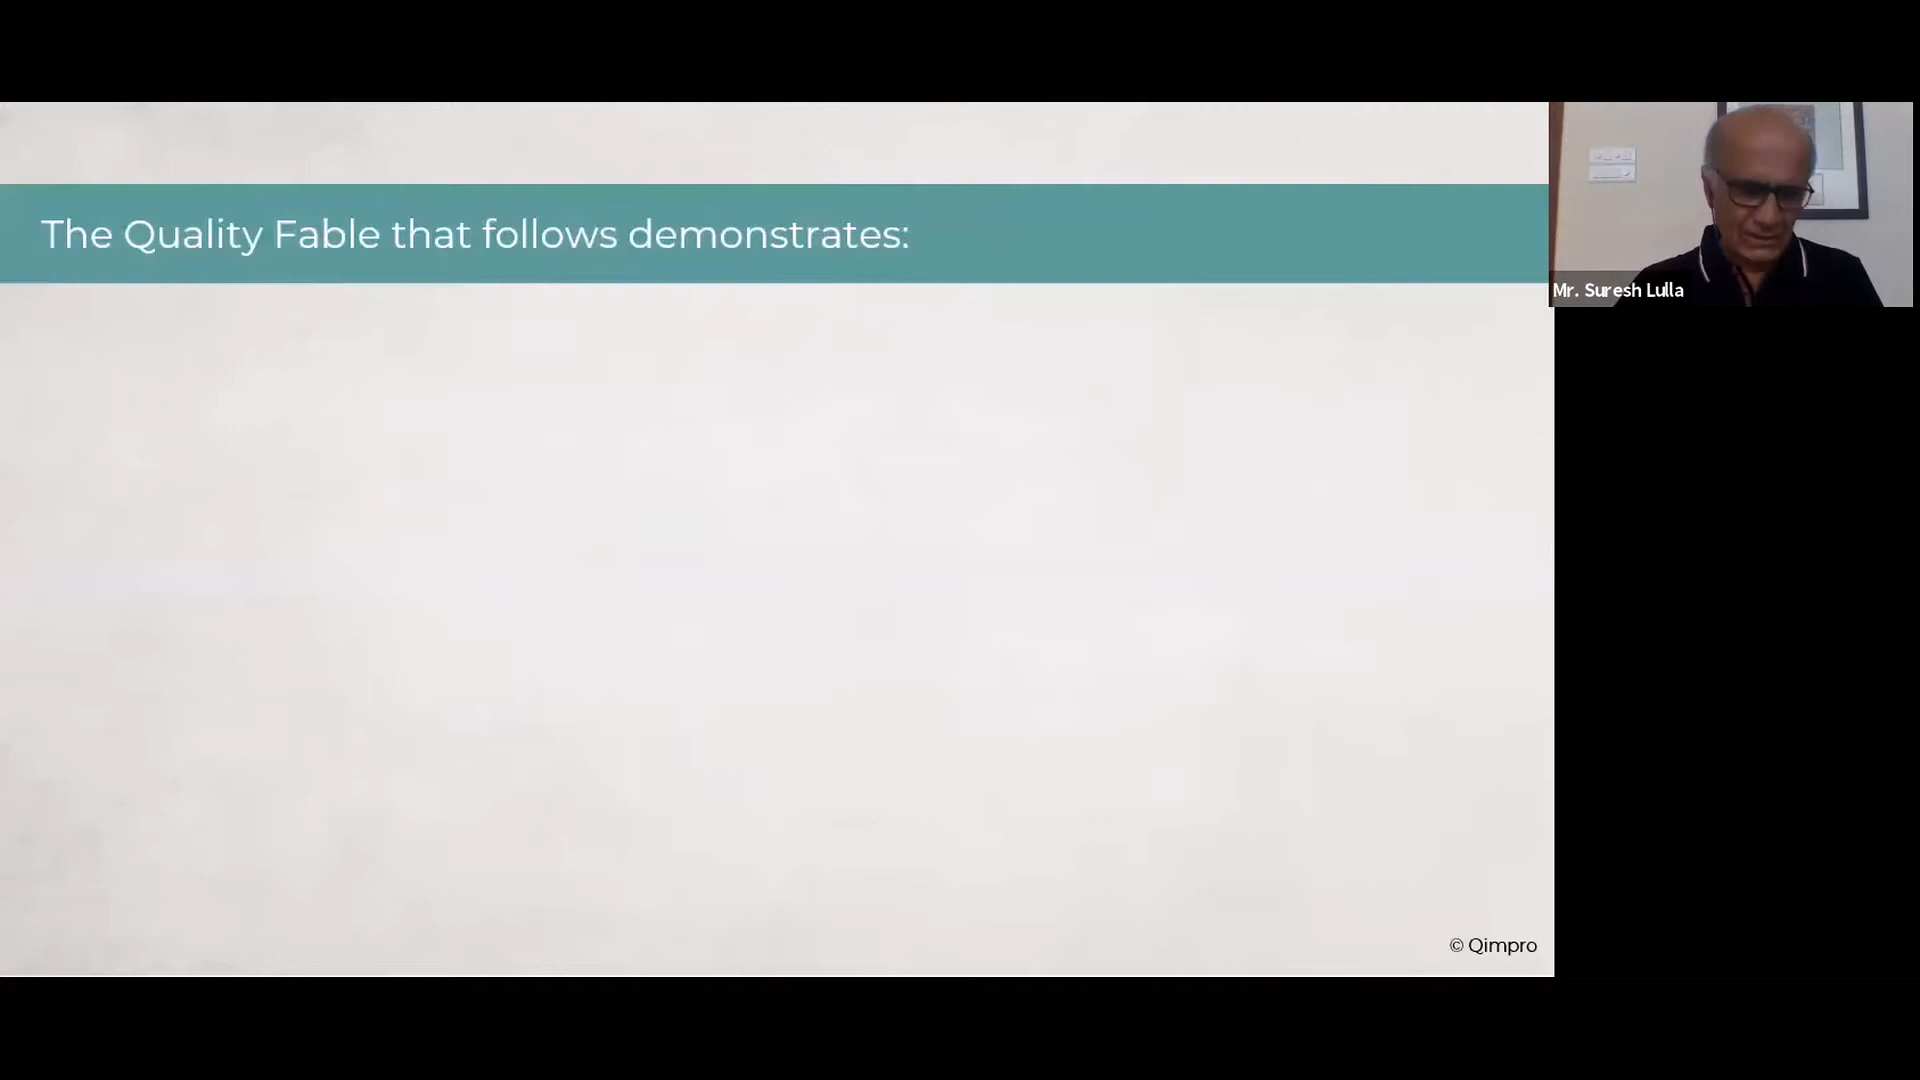 The Quality Fable that follows demonstrates:
Mr. Suresh Lulla
© Qimpro